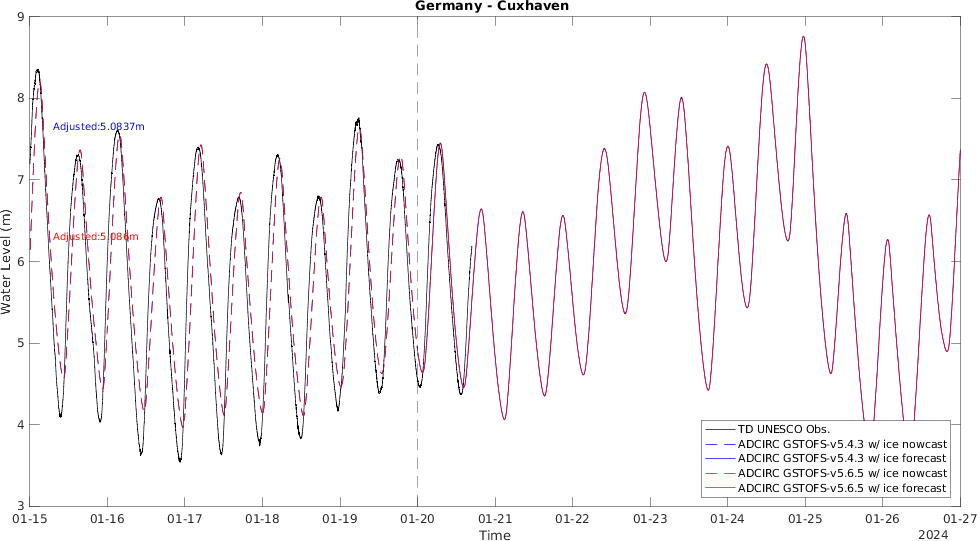 Germany - Cuxhaven
9
8
7
6
5
4
3
Water Level (m)
Adjusted:5.0837m
Adjusted:5.086m
TD UNESCO Obs.
ADCIRC GSTOFS-v5.4.3 w/ ice nowcast
ADCIRC GSTOFS-v5.4.3 w/ ice forecast
ADCIRC GSTOFS-v5.6.5 w/ ice nowcast
ADCIRC GSTOFS-v5.6.5 w/ ice forecast
01-15 01-16 01-17 01-18 01-19 01-20 01-21 01-22 01-23 01-24 01-25 01-26 01-27
Time
2024